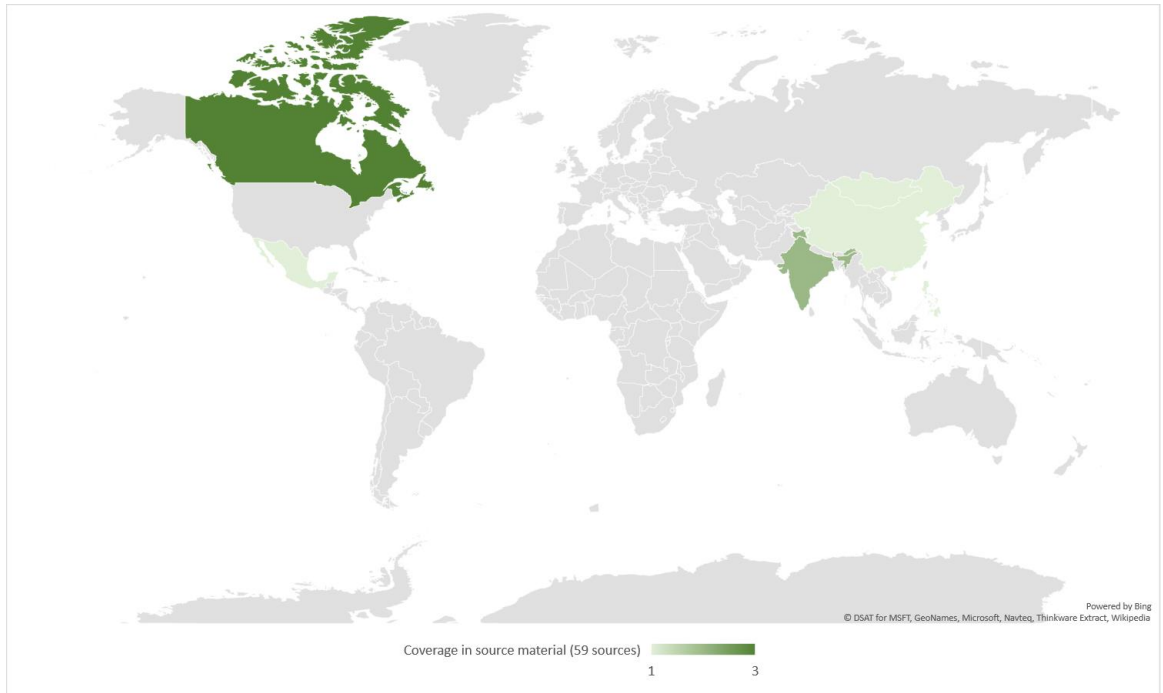 Powered by Bing
© DSAT for MSFT, GeoNames, Microsoft, Navteq, Thinkware Extract, Wikipedia
Coverage in source material (59 sources)
1 3